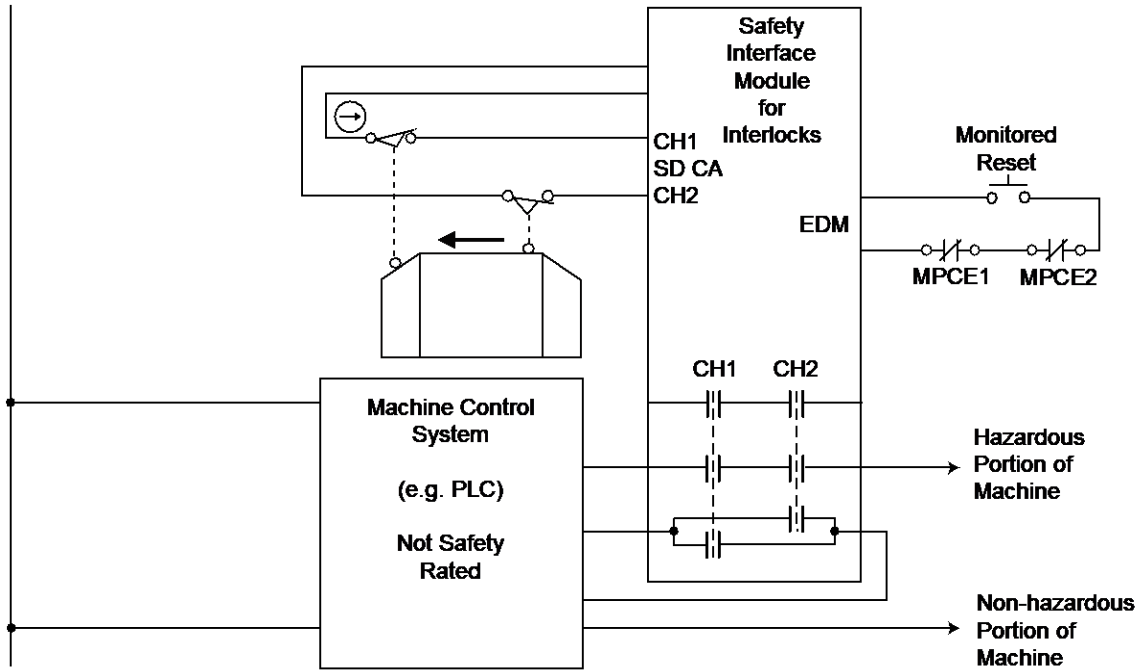 Safety
Interface
Module
for
Interlocks
CH1
SD CA
CH2
Monitored
Reset
EDM
MPCE1
MPCE2
CH1
CH2
Machine Control
System
(e.g. PLC)
Not Safety
Rated
Hazardous
Portion of
Machine
Non-hazardous
Portion of
Machine